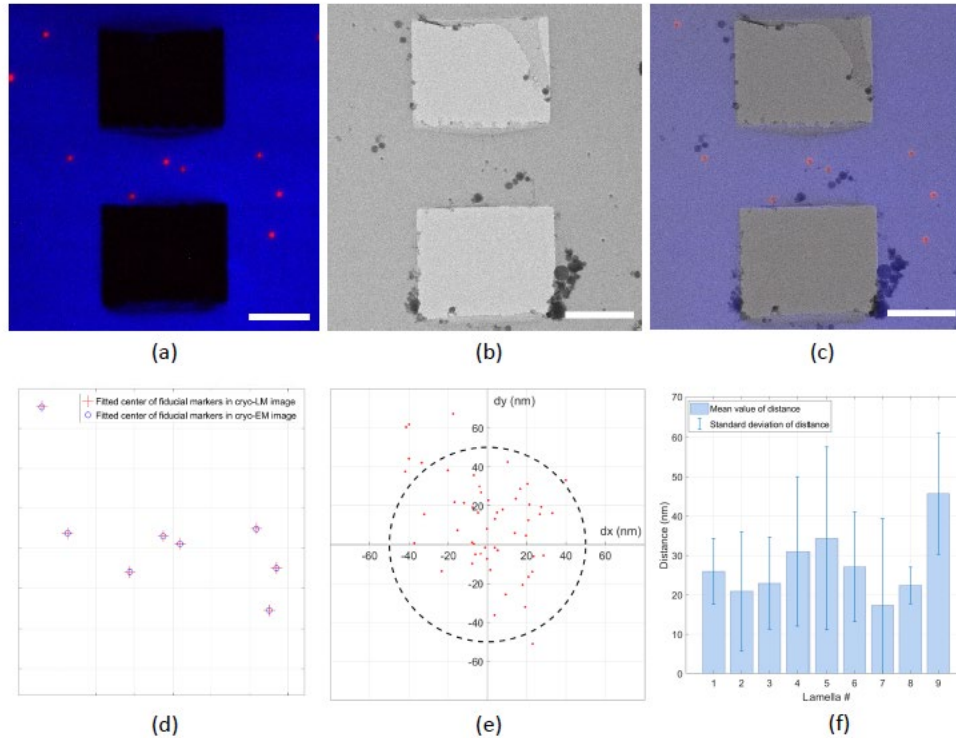 (a)
(b)
(c)
Fitted center of fiducial markers in cryo-LM image
Fitted center of fiducial markers in cryo-EM image
(d)
dy (nm)
60
40
20
dx (nm)
-60
-40
-20
20
40
60
-20
-40
-60
(e)
70
60
50
40
30
20
10
0
Distance (nm)
Mean value of distance
Standard deviation of distance
1 2 3 4 5 6 7 8 9
Lamella #
(f)